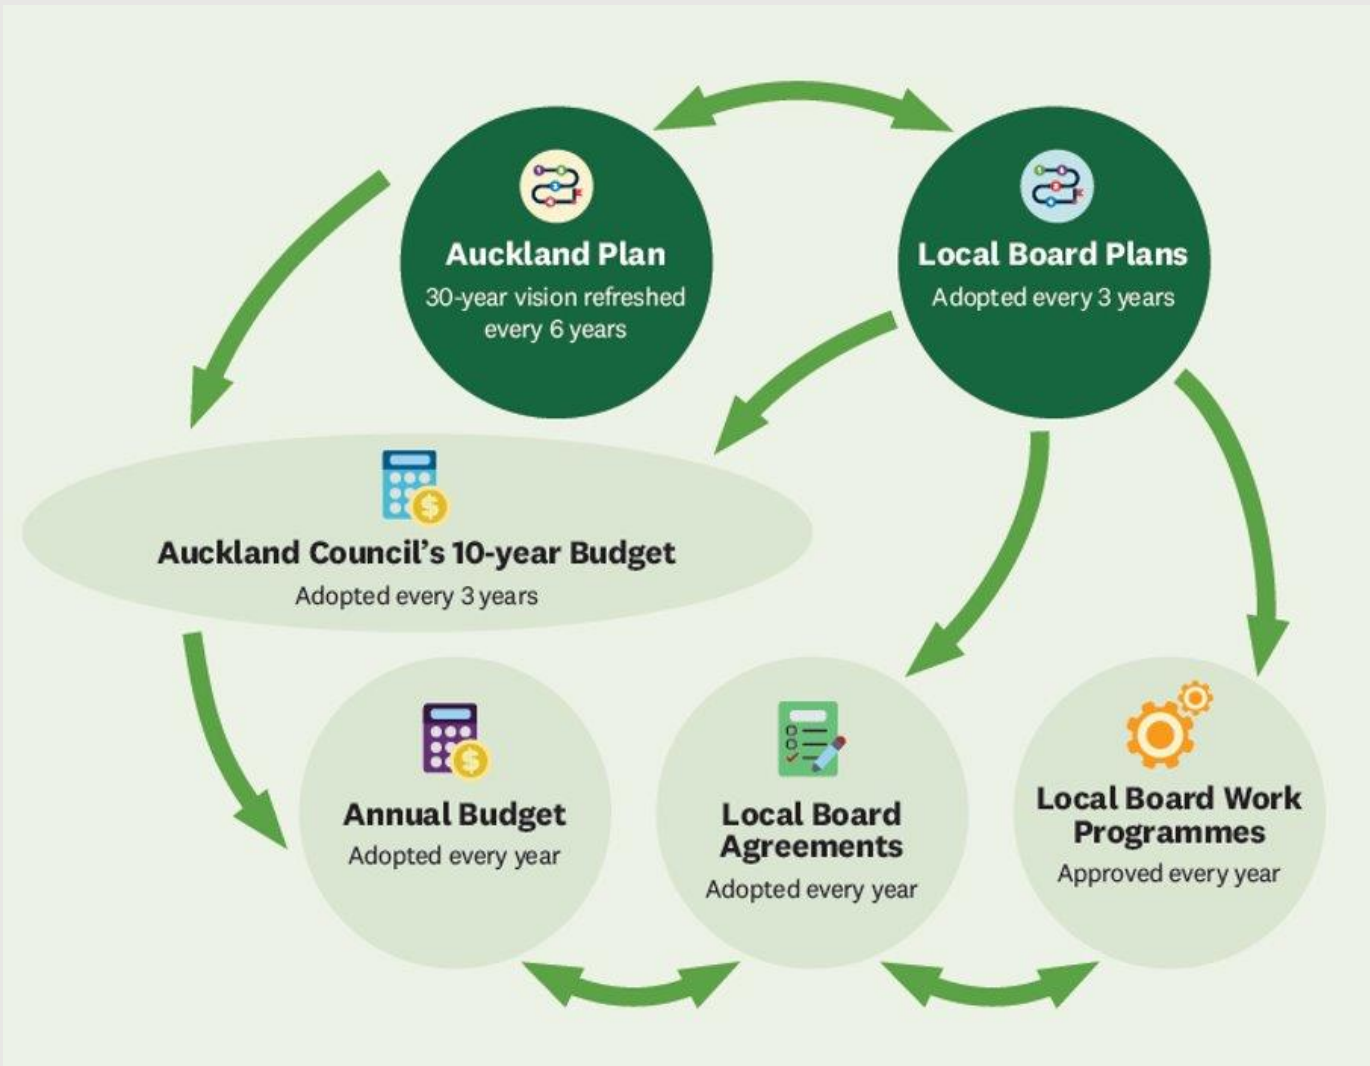 Auckland Plan
30-year vision refreshed
every 6 years
Local Board Plans
Adopted every 3 years
Auckland Council’s 10-year Budget
Adopted every 3 years
Annual Budget
Adopted every year
Local Board
Agreements
Adopted every year
Local Board Work
Programmes
Approved every year